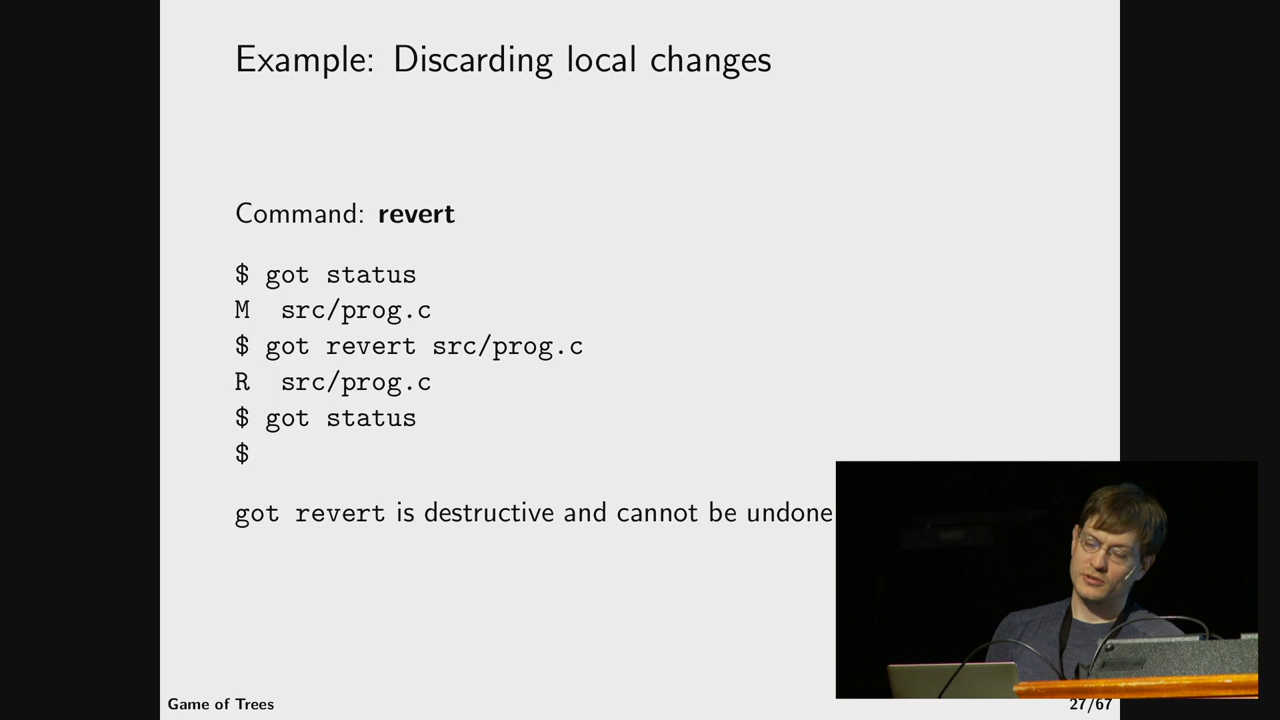 Example: Discarding local changes
Command: revert
$ got status
M  src/prog.c
$ got revert src/prog.c
R  src/prog.c
$ got status
$
got revert is destructive and cannot be undone
Game of Trees
27/67